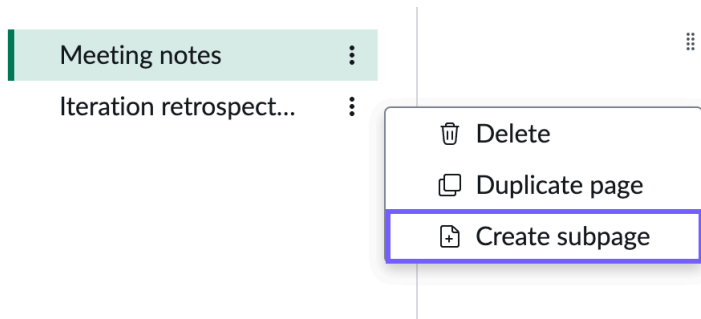 Meeting notes
Iteration retrospect...
Delete
Duplicate page
Create subpage